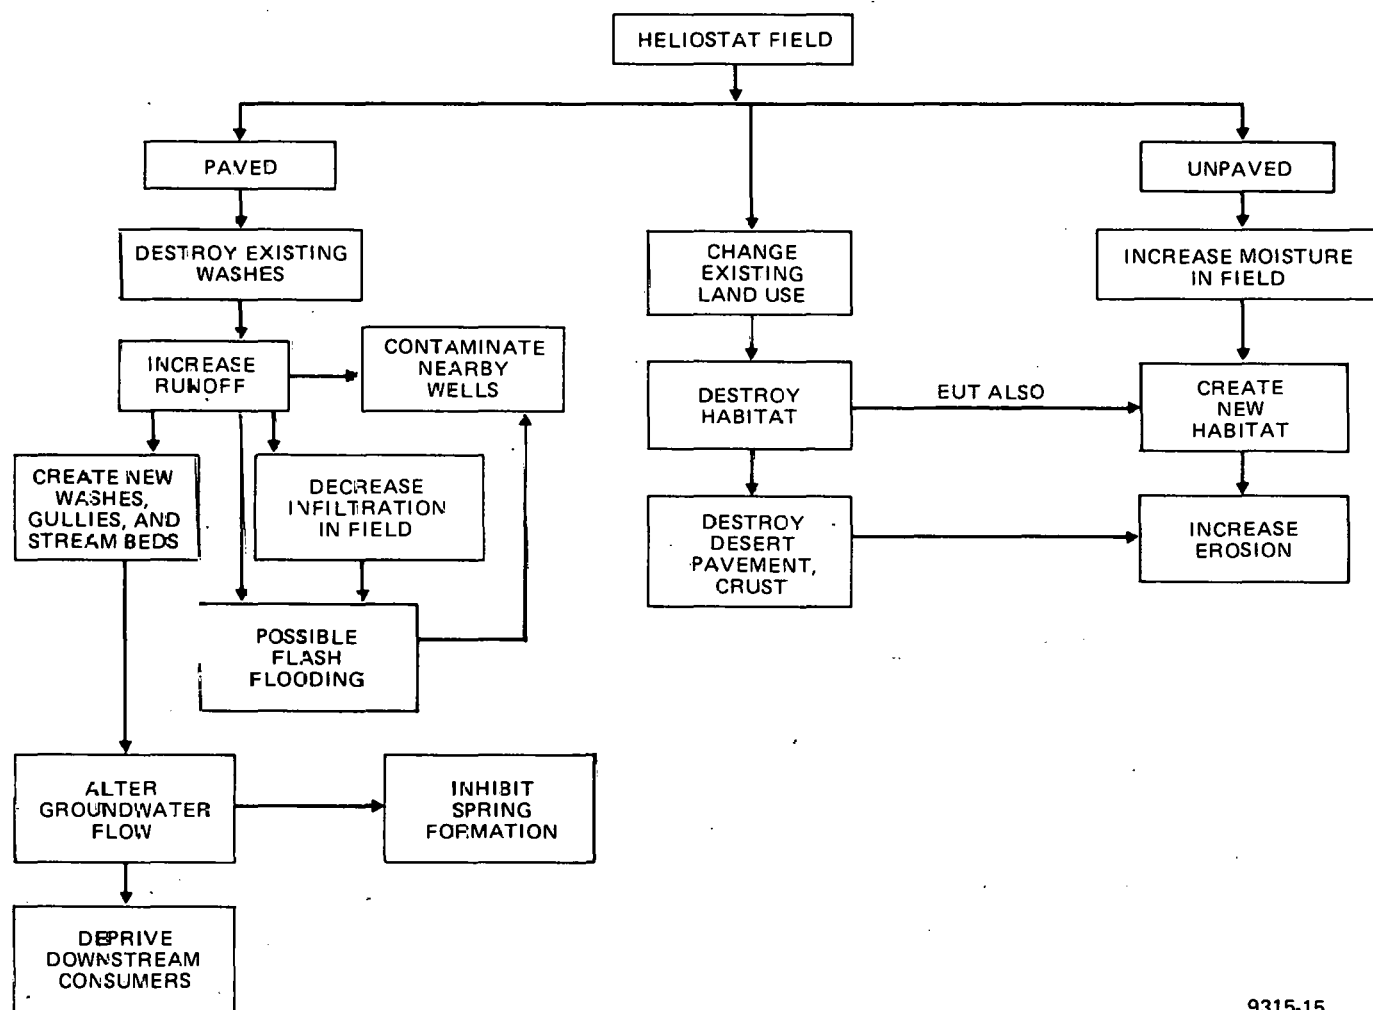 HELIOSTAT FIELD
PAVED
UNPAVED
DESTROY EXISTING
WASHES
CHANGE
EXISTING
LAND USE
INCREASE MOISTURE
IN FIELD
INCREASE
RUNOFF
CONTAMINATE
NEARBY
WELLS
DESTROY
HABITAT
EUT ALSO
CREATE
NEW
HABITAT
CREATE NEW
WASHES,
GULLIES, AND
STREAM BEDS
DECREASE
INFILTRATION
IN FIELD
DESTROY
DESERT
PAVEMENT,
CRUST
INCREASE
EROSION
POSSIBLE
FLASH
FLOODING
ALTER
GROUNDWATER
FLOW
INHIBIT
SPRING
FORMATION
DEPRIVE
DOWNSTREAM
CONSUMERS
9315-15